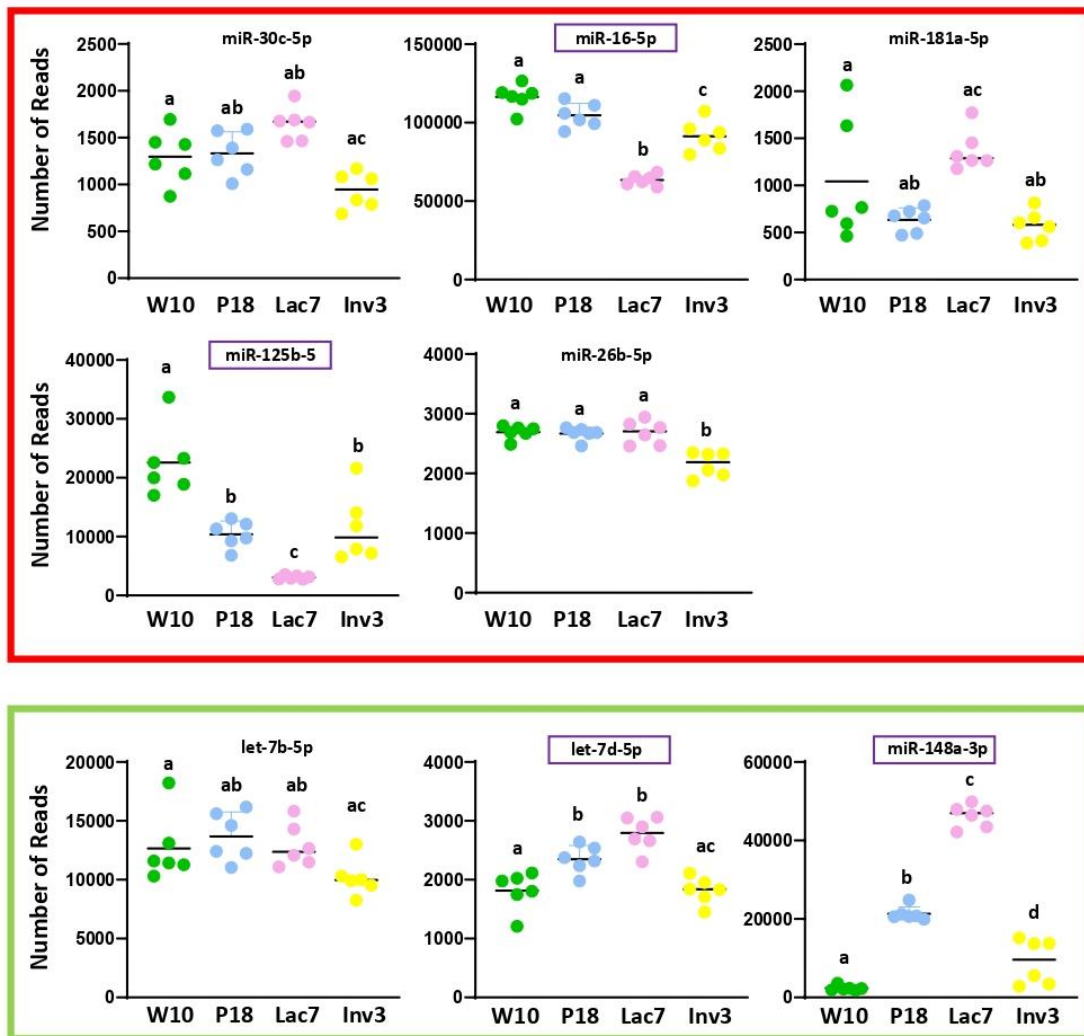 miR-30c-5p
2500
2000
1500
1000
500
0
Number of Reads
a
ab
ab
ac
W10 P18 Lac7 Inv3
miR-16-5p
150000
100000
50000
0
a
a
b
c
W10 P18 Lac7 Inv3
miR-181a-5p
2500
2000
1500
1000
500
0
a
ab
ac
ab
W10 P18 Lac7 Inv3
miR-125b-5
40000
30000
20000
10000
0
Number of Reads
a
b
c
b
W10 P18 Lac7 Inv3
miR-26b-5p
4000
3000
2000
1000
0
a
a
a
b
W10 P18 Lac7 Inv3
let-7b-5p
20000
15000
10000
5000
0
Number of Reads
a
ab
ab
ac
W10 P18 Lac7 Inv3
let-7d-5p
4000
3000
2000
1000
0
a
b
b
ac
W10 P18 Lac7 Inv3
miR-148a-3p
60000
40000
20000
0
a
b
c
d
W10 P18 Lac7 Inv3